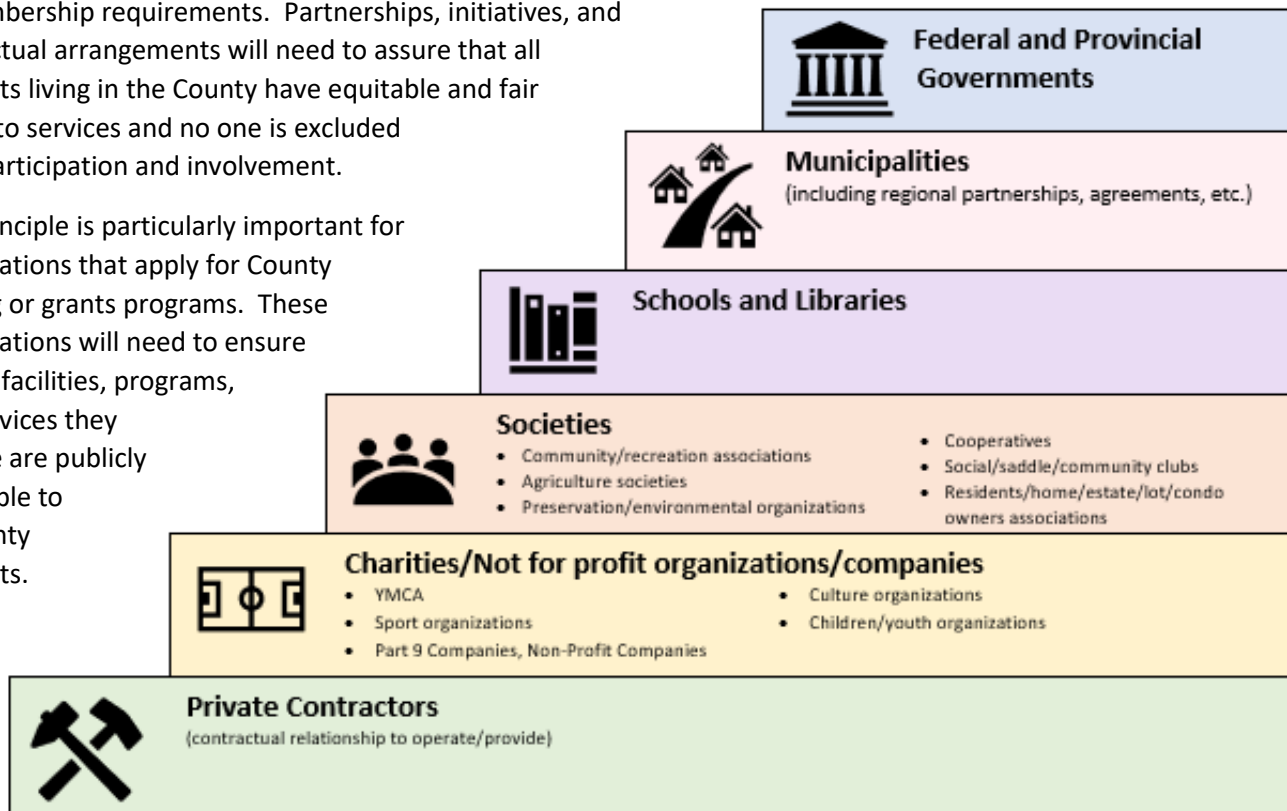 nbership requirements. Partnerships, initiatives, and
ctual arrangements will need to assure that all
ts living in the County have equitable and fair
to services and no one is excluded
articipation and involvement.
inciple is particularly important for
ations that apply for County
g or grants programs. These
ations will need to ensure
facilities, programs,
vices they
e are publicly
ble to
nty
ts.
Federal and Provincial
Governments
Municipalities
(including regional partnerships, agreements, etc.)
Schools and Libraries
Societies
• Community/recreation associations
• Agriculture societies
• Preservation/environmental organizations
• Cooperatives
• Social/saddle/community clubs
• Residents/home/estate/lot/condo
owners associations
Charities/Not for profit organizations/companies
• YMCA
• Sport organizations
• Part 9 Companies, Non-Profit Companies
• Culture organizations
• Children/youth organizations
Private Contractors
(contractual relationship to operate/provide)